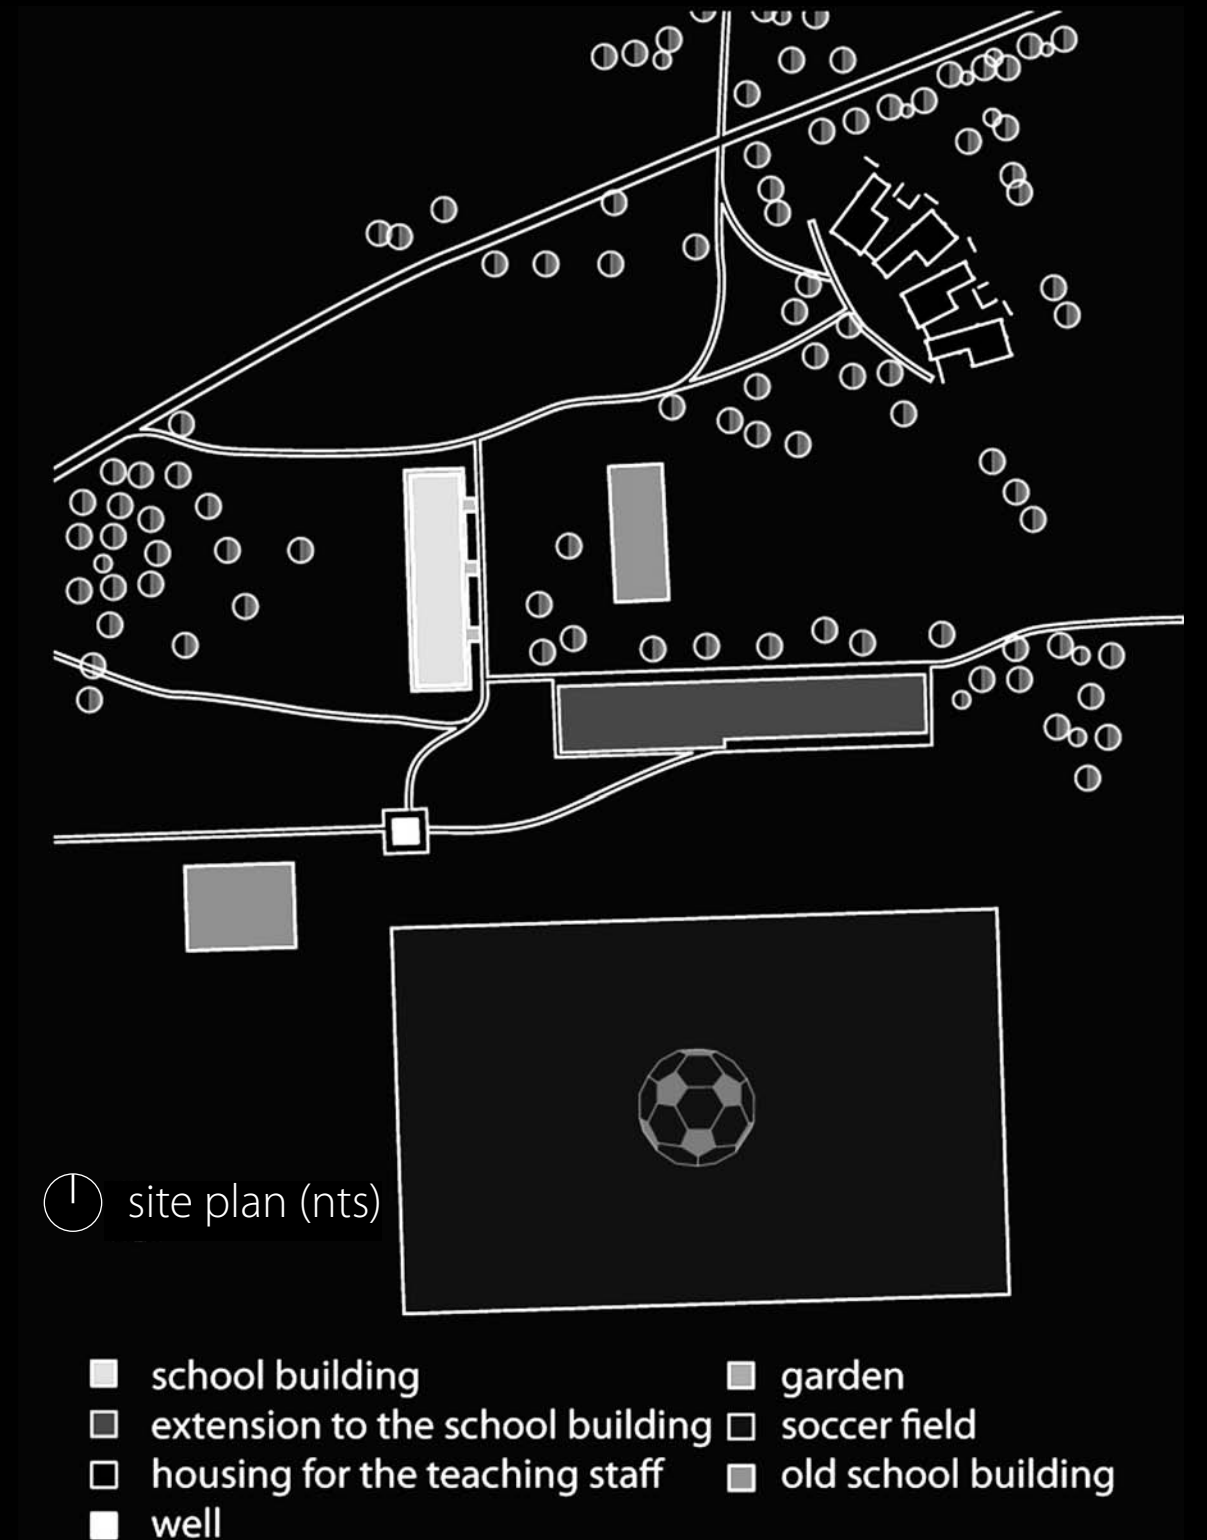 site plan (nts)
school building
extension to the school building
housing for the teaching staff
well
garden
soccer field
old school building